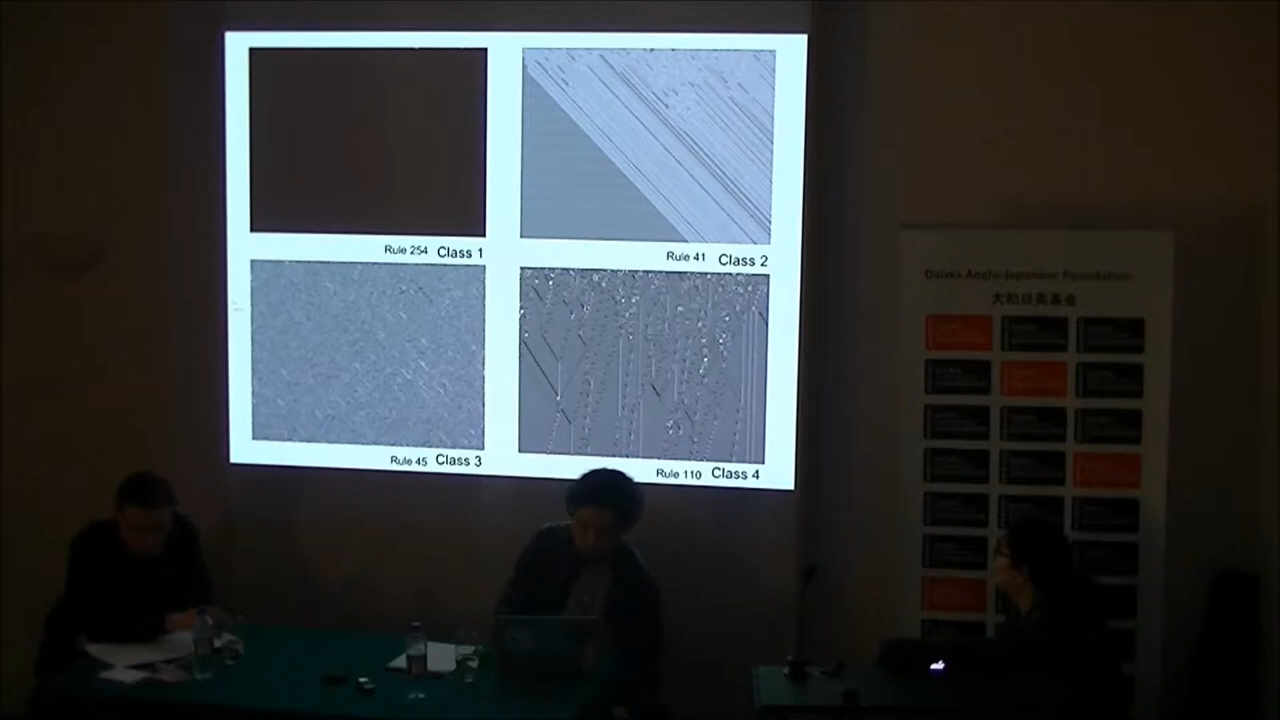 Rule 254 Class 1
Rule 41 Class 2
Rule 45 Class 3
Rule 110 Class 4
Daiwa Anglo-Japanese Foundation
大和日英基金